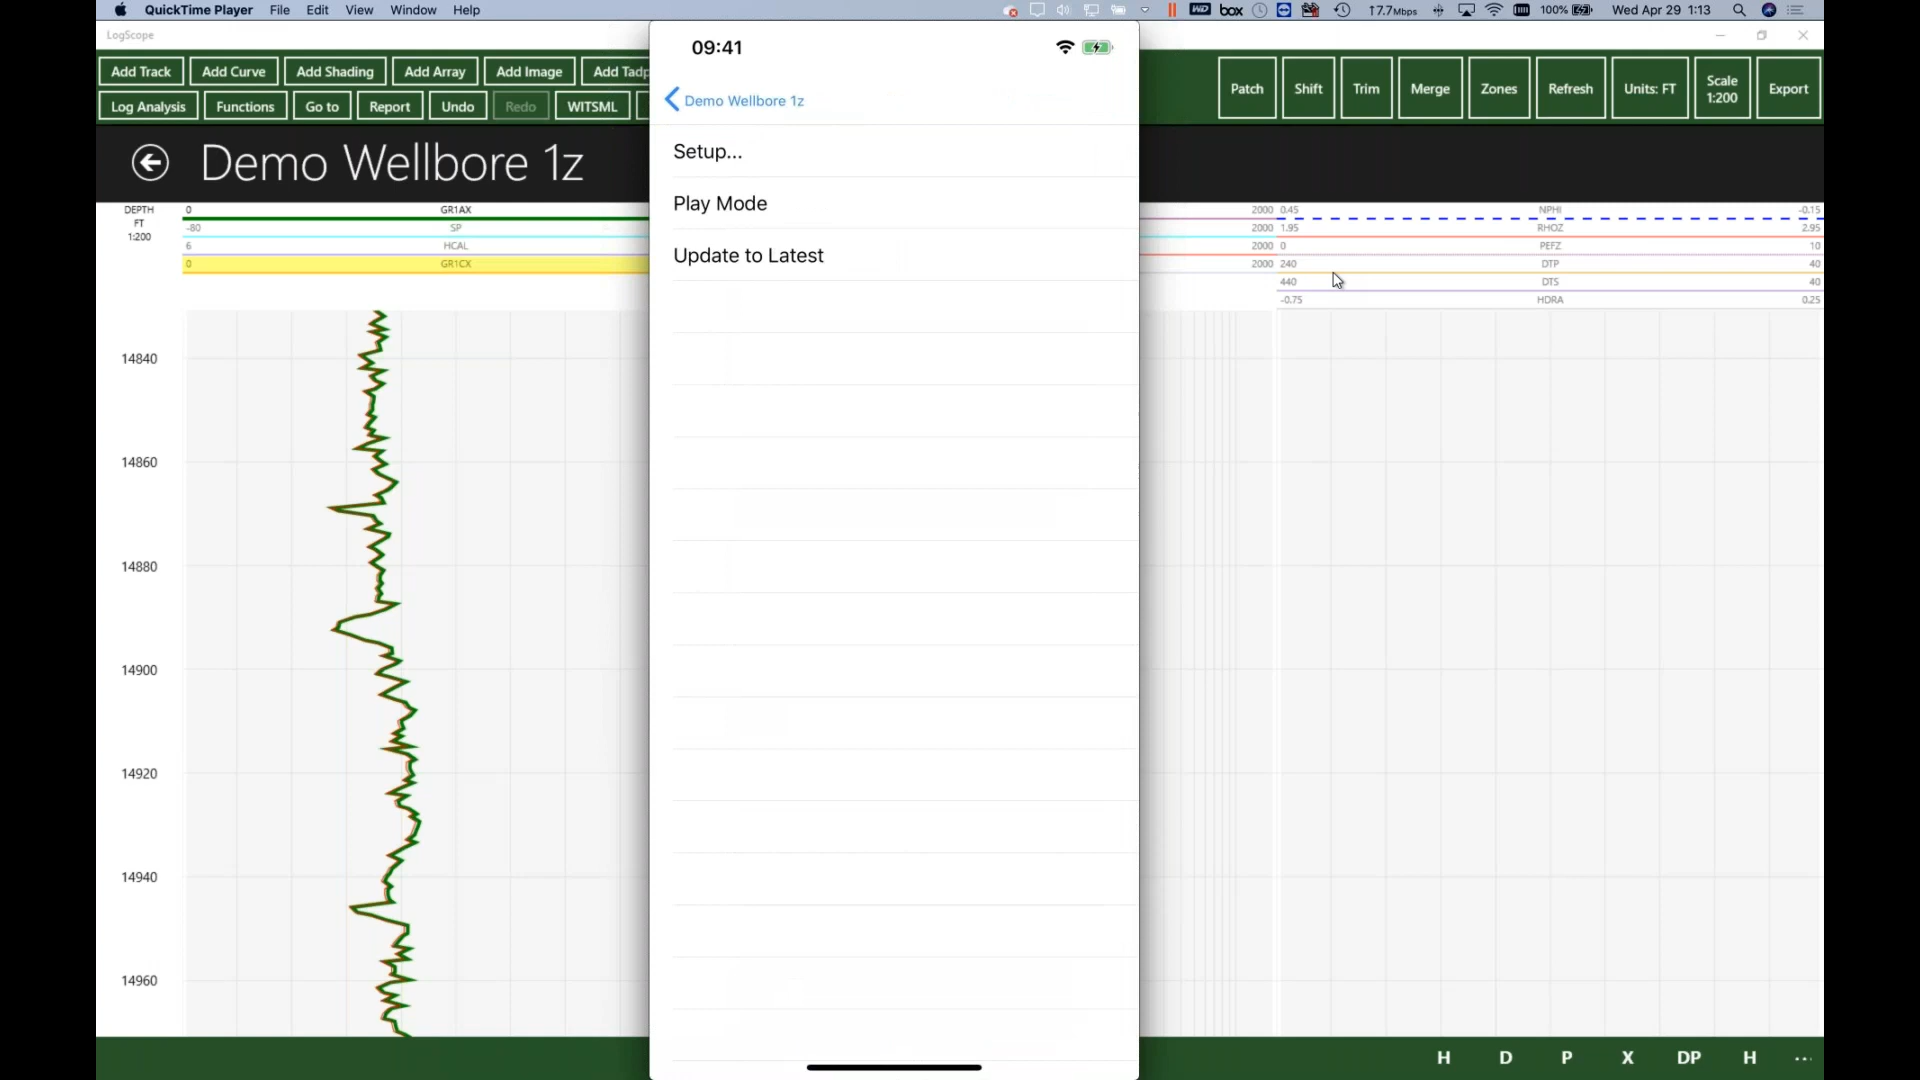 QuickTime Player File Edit View Window Help
WD box 17.7Mbps 100% Wed Apr 29 1:13
LogScope
Add Track Add Curve Add Shading Add Array Add Image Add Tadp
Log Analysis Functions Go to Report Undo Redo WITSML
Patch Shift Trim Merge Zones Refresh Units: FT Scale 1:200 Export
09:41
Demo Wellbore 1z
Setup...
Play Mode
Update to Latest
Demo Wellbore 1z
DEPTH
FT
1:200
0 GR1AX
-80 SP
6 HCAL
0 GR1CX
2000
2000
2000
2000
0.45 NPHI -0.15
1.95 RHOZ 2.95
0 PEFZ 10
240 DTP 40
440 DTS 40
-0.75 HDRA 0.25
14840
14860
14880
14900
14920
14940
14960
H D P X DP H ...